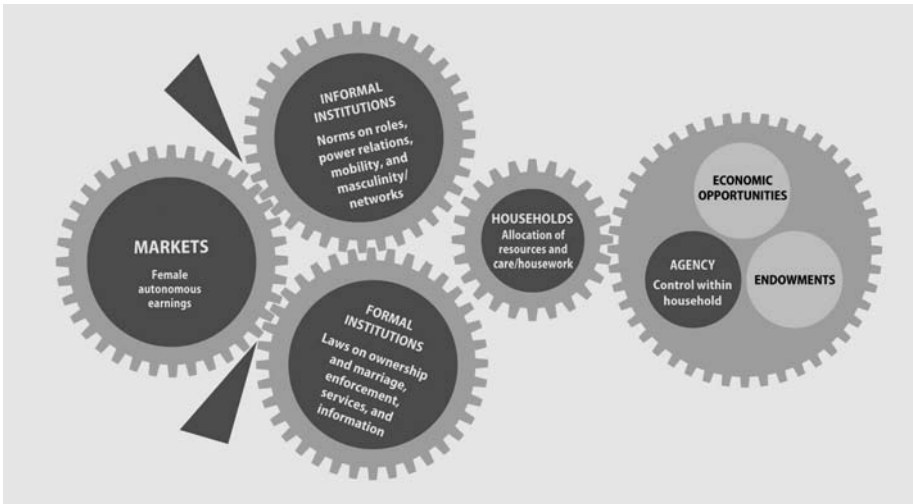 MARKETS
Female
autonomous
earnings
INFORMAL
INSTITUTIONS
Norms on roles,
power relations,
mobility, and
masculinity/
networks
FORMAL
INSTITUTIONS
Laws on ownership
and marriage,
enforcement,
services, and
information
HOUSEHOLDS
Allocation of
resources and
care/housework
ECONOMIC
OPPORTUNITIES
AGENCY
Control within
household
ENDOWMENTS